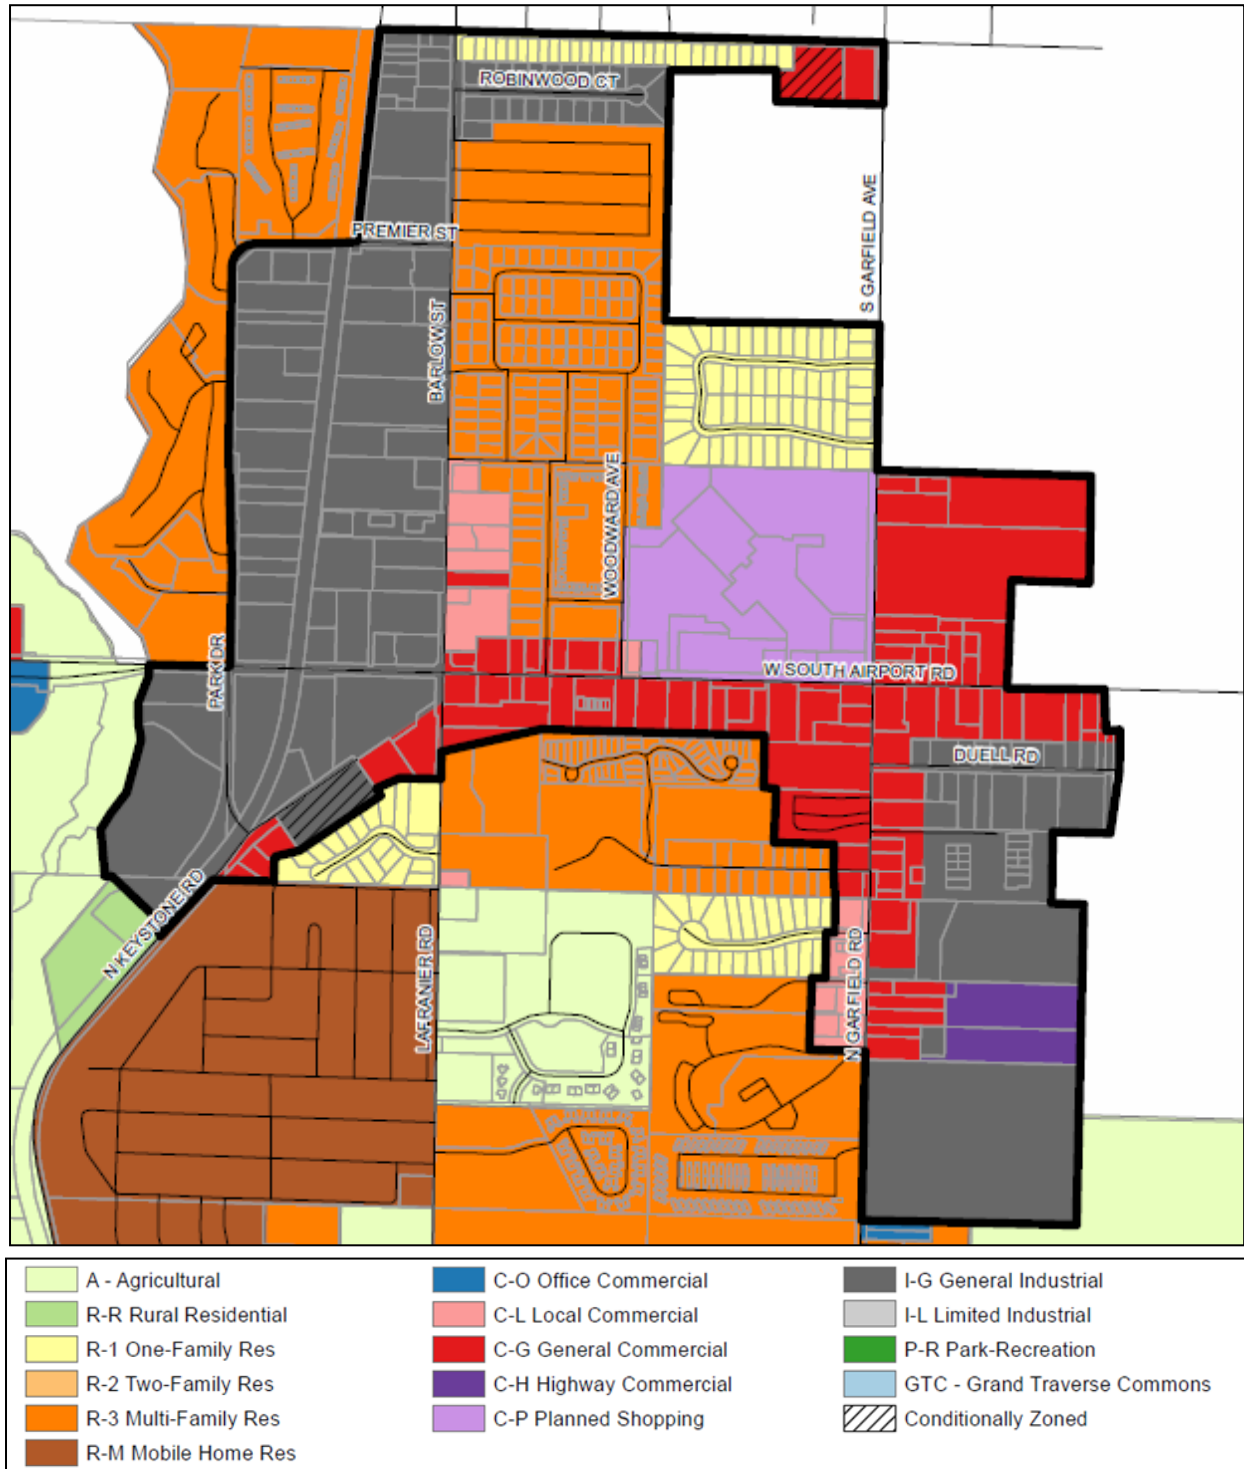 ROBINWOOD CT
S GARFIELD AVE
PREMIER ST
BARLOW ST
WOODWARD AVE
PARK DR
W SOUTH AIRPORT RD
DUELL RD
N KEYSTONE RD
LAFRANIER RD
N GARFIELD RD
A - Agricultural
R-R Rural Residential
R-1 One-Family Res
R-2 Two-Family Res
R-3 Multi-Family Res
R-M Mobile Home Res
C-O Office Commercial
C-L Local Commercial
C-G General Commercial
C-H Highway Commercial
C-P Planned Shopping
I-G General Industrial
I-L Limited Industrial
P-R Park-Recreation
GTC - Grand Traverse Commons
Conditionally Zoned